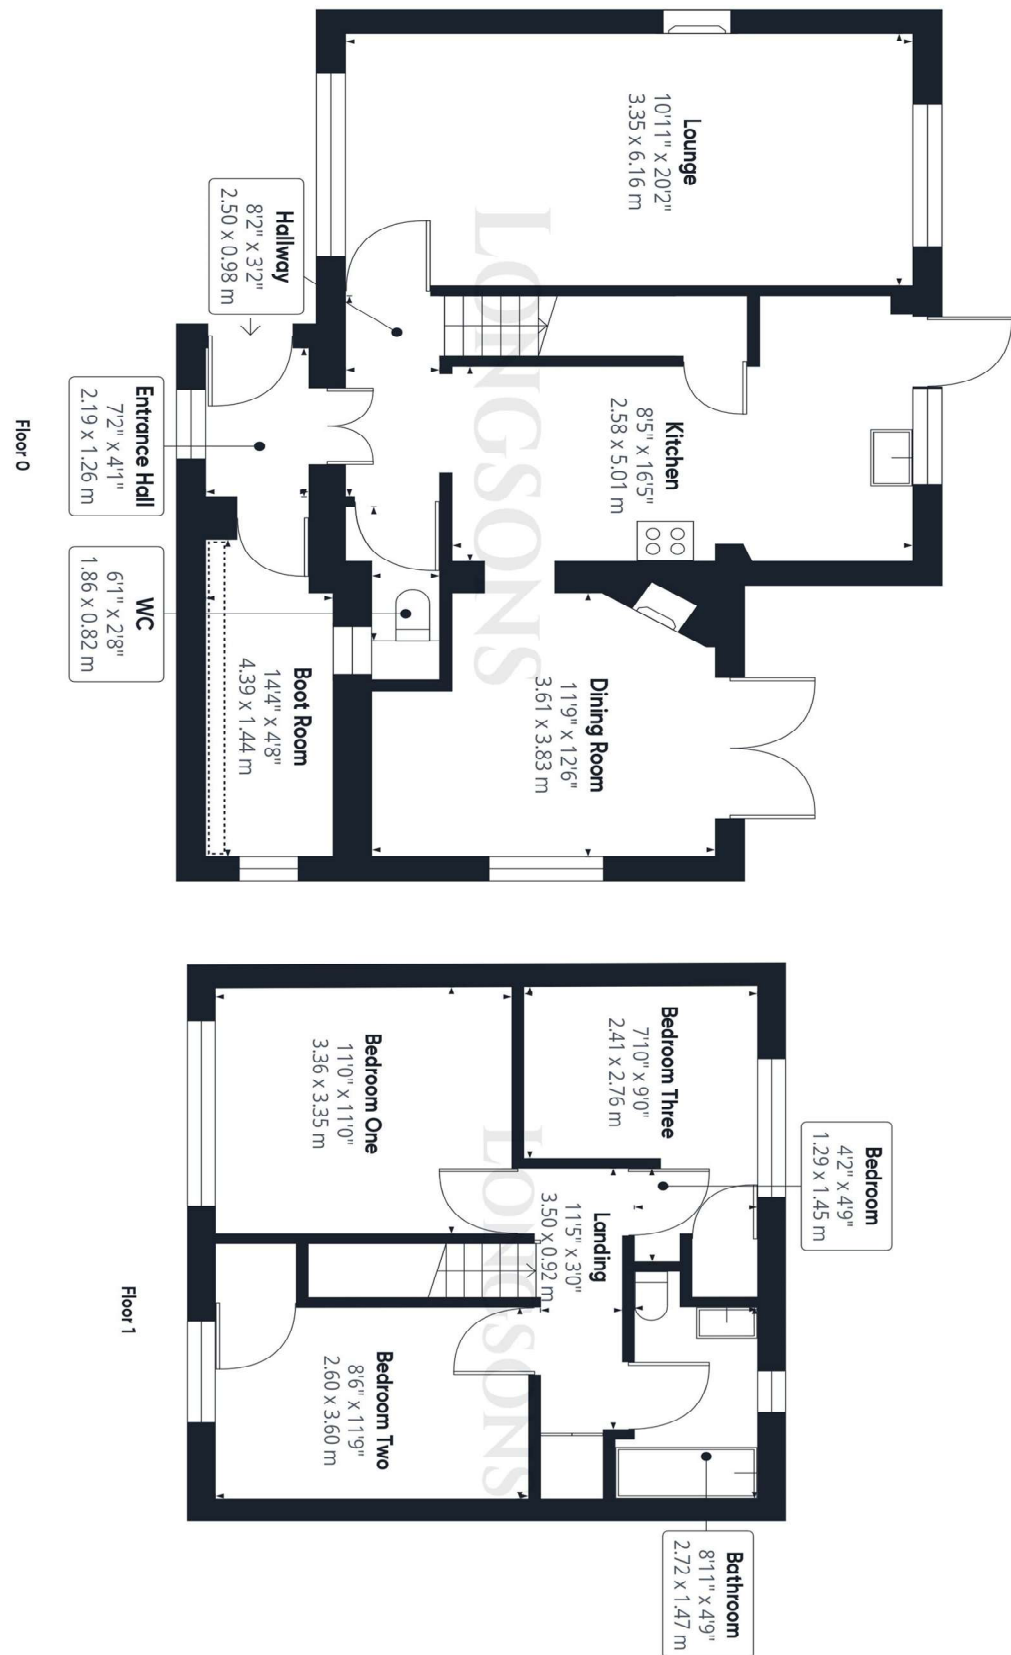 Lounge
10'11" x 20'2"
3.35 x 6.16 m
Kitchen
8'5" x 16'5"
2.58 x 5.01 m
Dining Room
11'9" x 12'6"
3.61 x 3.83 m
Hallway
8'2" x 3'2"
2.50 x 0.98 m
Entrance Hall
7'2" x 4'1"
2.19 x 1.26 m
WC
6'1" x 2'8"
1.86 x 0.82 m
Boot Room
14'4" x 4'8"
4.39 x 1.44 m
LONGSONS
Floor 0
Bedroom
4'2" x 4'9"
1.29 x 1.45 m
Bedroom Three
7'10" x 9'0"
2.41 x 2.76 m
Bathroom
8'11" x 4'9"
2.72 x 1.47 m
Landing
11'5" x 3'0"
3.50 x 0.92 m
Bedroom One
11'0" x 11'0"
3.36 x 3.35 m
Bedroom Two
8'6" x 11'9"
2.60 x 3.60 m
LONGSONS
Floor 1